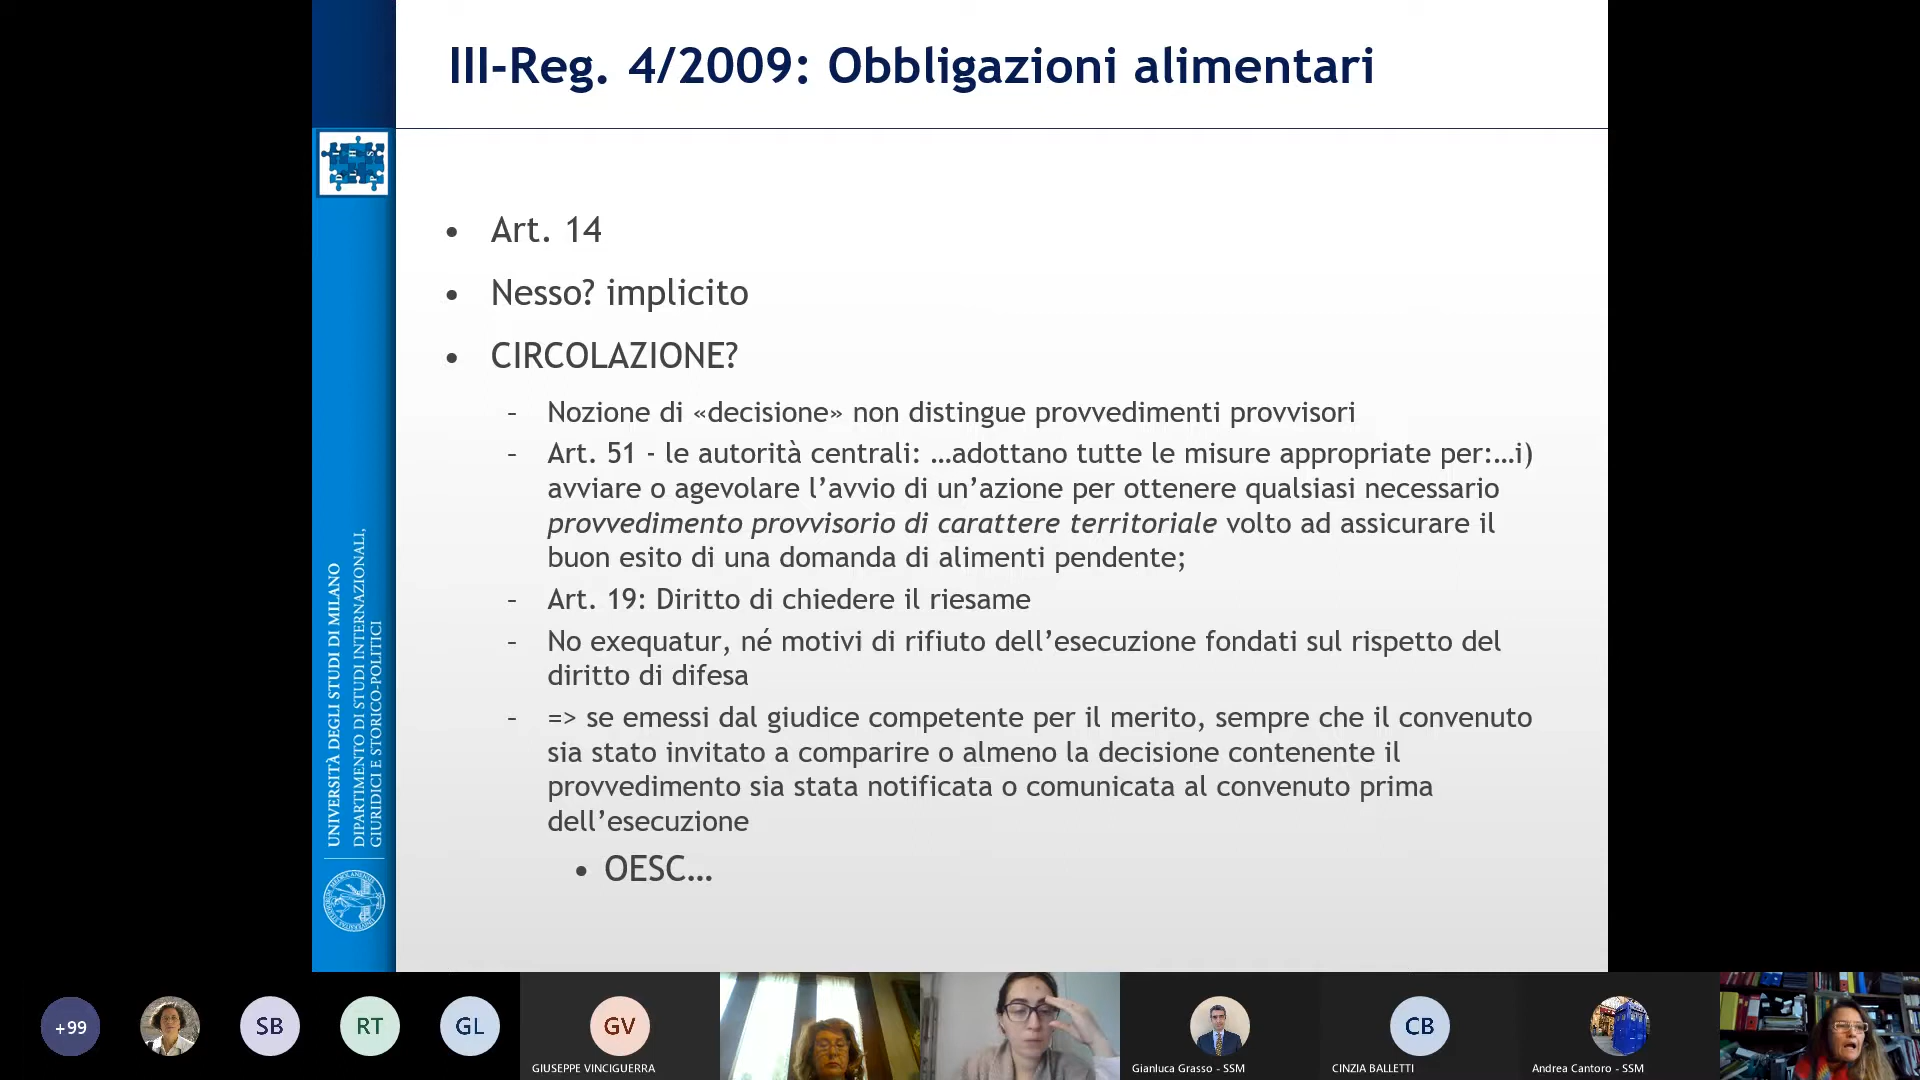 III-Reg. 4/2009: Obbligazioni alimentari
• Art. 14
• Nesso? implicito
• CIRCOLAZIONE?
– Nozione di «decisione» non distingue provvedimenti provvisori
– Art. 51 - le autorità centrali: …adottano tutte le misure appropriate per:…i)
avviare o agevolare l’avvio di un’azione per ottenere qualsiasi necessario
provvedimento provvisorio di carattere territoriale volto ad assicurare il
buon esito di una domanda di alimenti pendente;
– Art. 19: Diritto di chiedere il riesame
– No exequatur, né motivi di rifiuto dell’esecuzione fondati sul rispetto del
diritto di difesa
– => se emessi dal giudice competente per il merito, sempre che il convenuto
sia stato invitato a comparire o almeno la decisione contenente il
provvedimento sia stata notificata o comunicata al convenuto prima
dell’esecuzione
• OESC…
UNIVERSITÀ DEGLI STUDI DI MILANO
DIPARTIMENTO DI STUDI INTERNAZIONALI,
GIURIDICI E STORICO-POLITICI
+99
SB
RT
GL
GV
GIUSEPPE VINCIGUERRA
Gianluca Grasso - SSM
CB
CINZIA BALLETTI
Andrea Cantoro - SSM